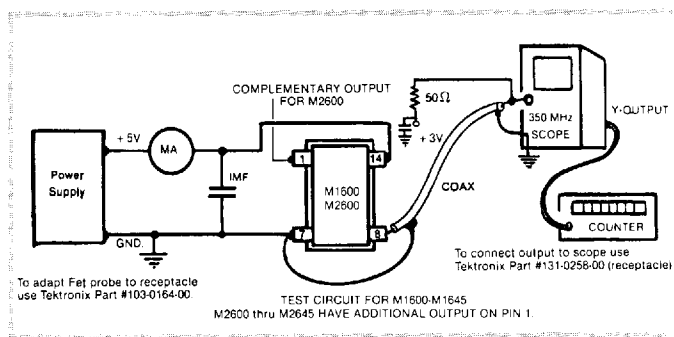 COMPLEMENTARY OUTPUT
FOR M2600
50Ω
350 MHz
SCOPE
Y-OUTPUT
+5V
MA
+3V
1
14
Power
Supply
1MF
M1600
M2600
COAX
7
8
COUNTER
GND.
To connect output to scope use
Tektronix Part #131-0258-00 (receptacle)
To adapt Fet probe to receptacle
use Tektronix Part #103-0164-00.
TEST CIRCUIT FOR M1600-M1645
M2600 thru M2645 HAVE ADDITIONAL OUTPUT ON PIN 1.